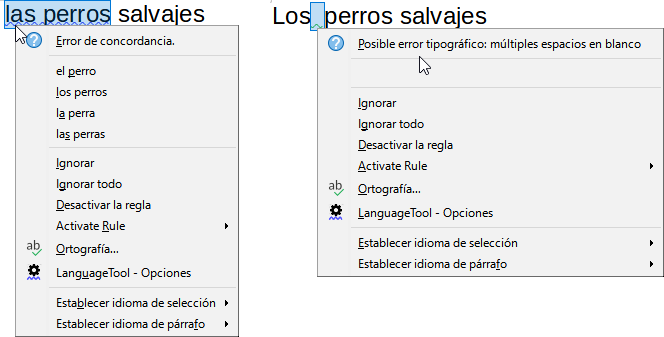 las perros salvajes
Error de concordancia.
el perro
los perros
la perra
las perras
Ignorar
Ignorar todo
Desactivar la regla
Activate Rule
Ortografía...
LanguageTool - Opciones
Establecer idioma de selección
Establecer idioma de párrafo
Los  perros salvajes
Posible error tipográfico: múltiples espacios en blanco
Ignorar
Ignorar todo
Desactivar la regla
Activate Rule
Ortografía...
LanguageTool - Opciones
Establecer idioma de selección
Establecer idioma de párrafo